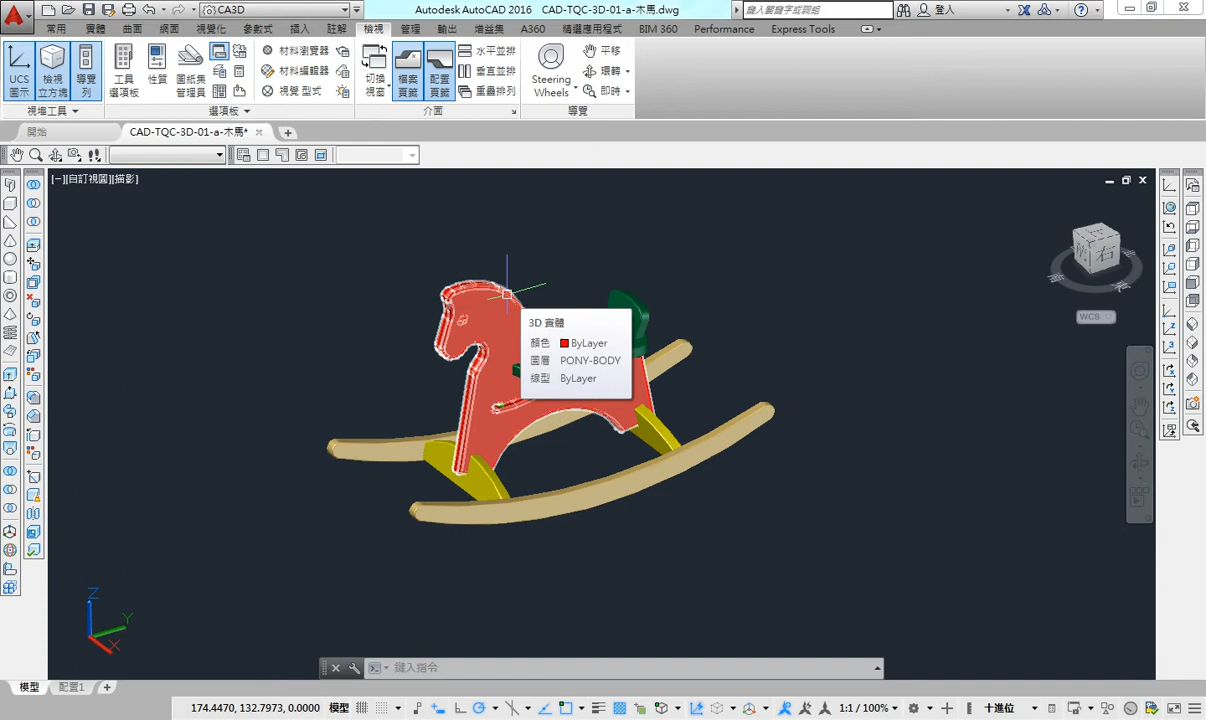 CA3D
Autodesk AutoCAD 2016 CAD-TQC-3D-01-a-木馬.dwg
鍵入關鍵字或詞組
登入
常用 實體 曲面 網面 視覺化 參數式 插入 註解 檢視 管理 輸出 增益集 A360 精選應用程式 BIM 360 Performance Express Tools
UCS
圖示
檢視
立方塊
導覽
列
視埠工具
工具
選項板
性質
圖紙集
管理員
材料瀏覽器
材料編輯器
視覺 型式
選項板
切換
視窗
檔案
頁籤
配置
頁籤
水平並排
垂直並排
重疊排列
介面
Steering
Wheels
平移
環轉
即時
導覽
開始
CAD-TQC-3D-01-a-木馬*
[−][自訂視圖][描影]
上
右
WCS
3D 實體
顏色 ByLayer
圖層 PONY-BODY
線型 ByLayer
Z
Y
X
鍵入指令
模型 配置1
174.4470, 132.7973, 0.0000 模型
1:1 / 100%
十進位